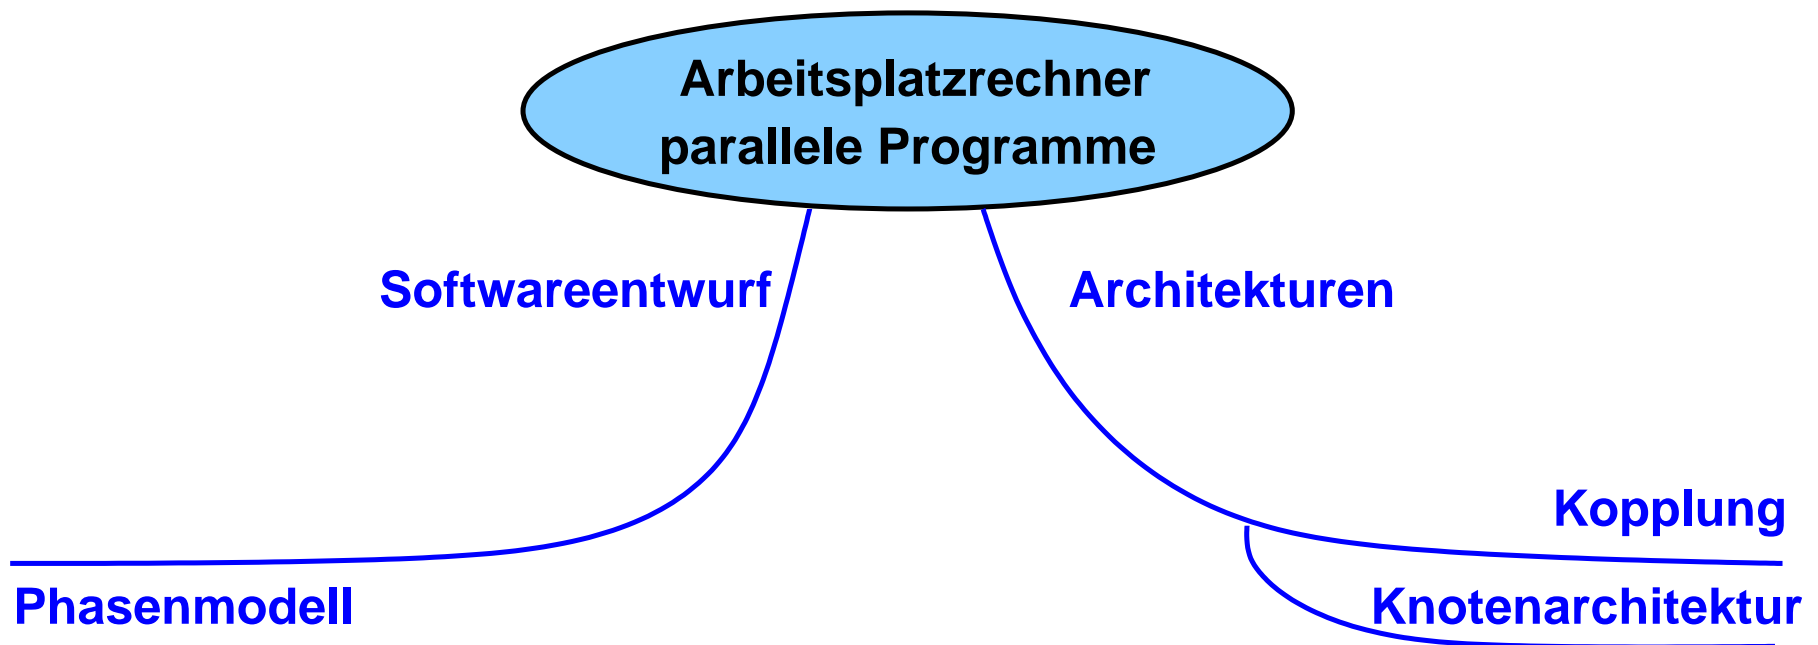 Arbeitsplatzrechner
parallele Programme
Softwareentwurf
Architekturen
Kopplung
Phasenmodell
Knotenarchitektur